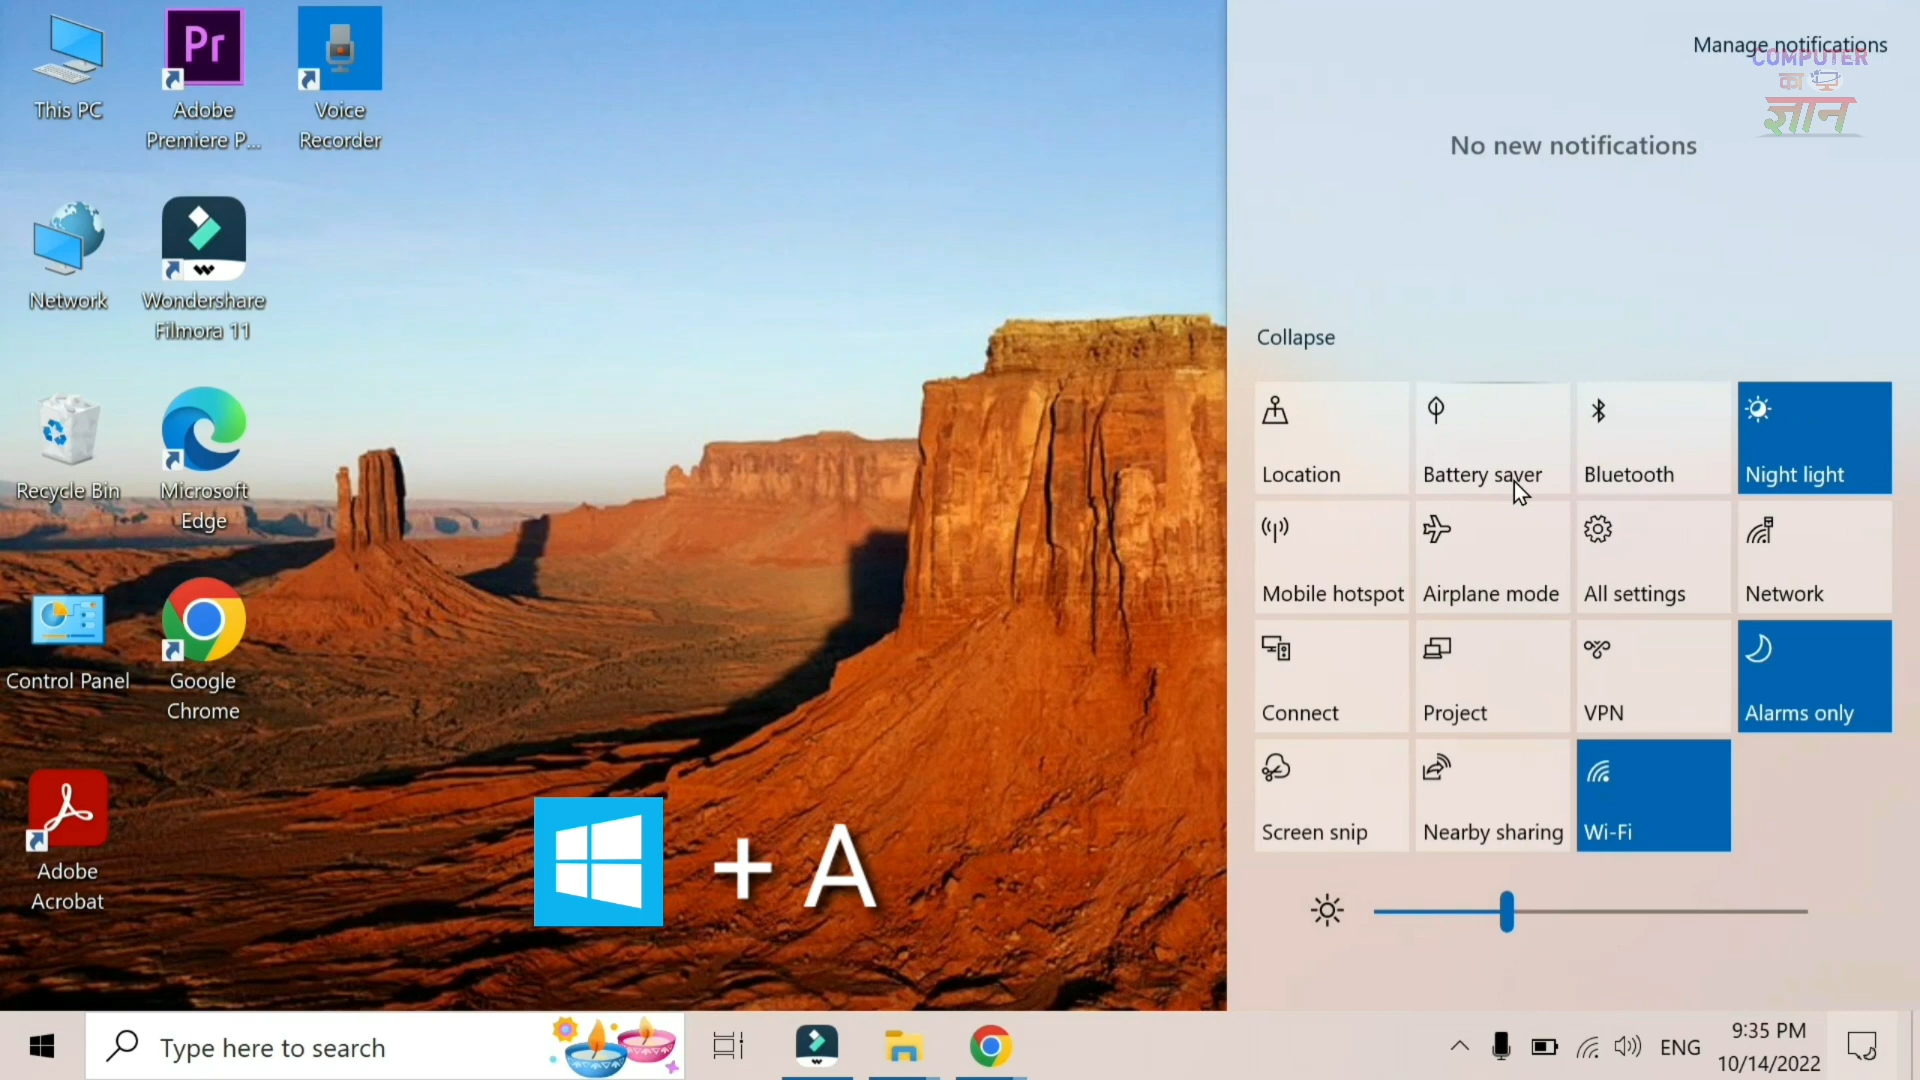 This PC
Adobe
Premiere P...
Voice
Recorder
Network
Wondershare
Filmora 11
Recycle Bin
Microsoft
Edge
Control Panel
Google
Chrome
Adobe
Acrobat
Pr
+ A
Manage notifications
COMPUTER
का
ज्ञान
No new notifications
Collapse
Location
Battery saver
Bluetooth
Night light
Mobile hotspot
Airplane mode
All settings
Network
Connect
Project
VPN
Alarms only
Screen snip
Nearby sharing
Wi-Fi
Type here to search
ENG
9:35 PM
10/14/2022